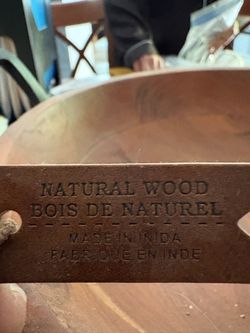 NATURAL WOOD
BOIS DE NATUREL
MADE IN INIDA
FABRIQUE EN INDE